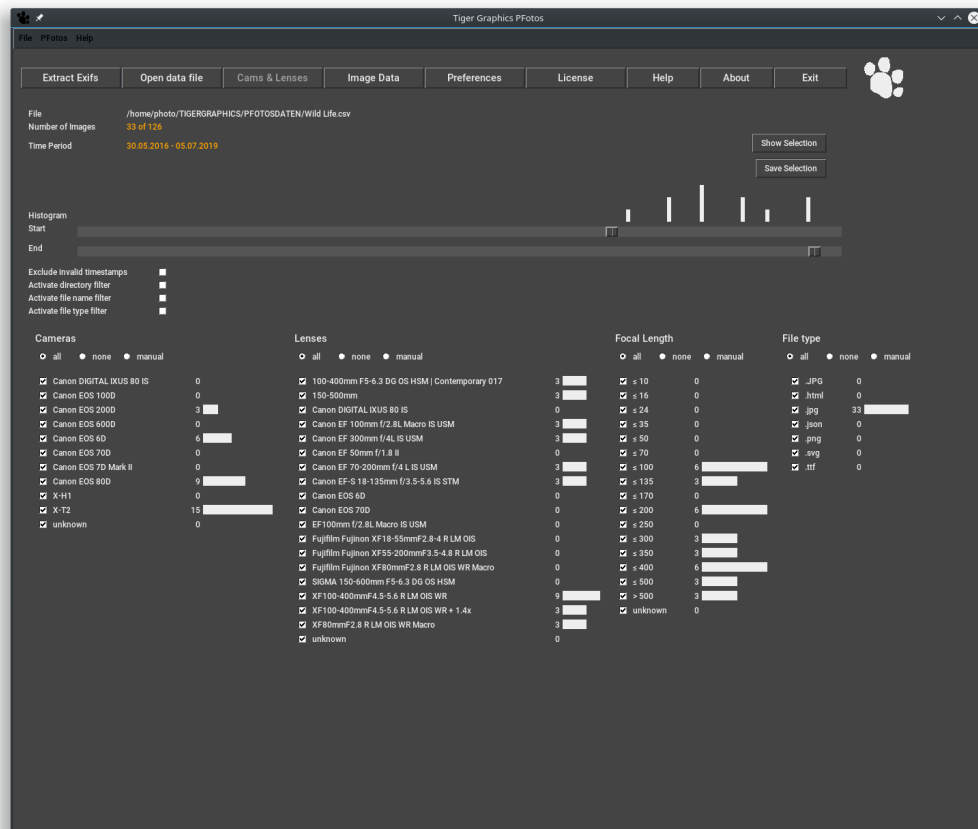 Tiger Graphics PFotos
File PFotos Help
Extract Exifs Open data file Cams & Lenses Image Data Preferences License Help About Exit
File /home/photo/TIGERGRAPHICS/PFOTOSDATEN/Wild Life.csv
Number of Images 33 of 126
Time Period 30.05.2016 - 05.07.2019
Show Selection
Save Selection
Histogram
Start
End
Exclude invalid timestamps
Activate directory filter
Activate file name filter
Activate file type filter
Cameras Lenses Focal Length File type
all none manual all none manual all none manual all none manual
Canon DIGITAL IXUS 80 IS 0 100-400mm F5-6.3 DG OS HSM | Contemporary 017 3 ≤ 10 0 .JPG 0
Canon EOS 100D 0 150-500mm 3 ≤ 16 0 .html 0
Canon EOS 200D 3 Canon DIGITAL IXUS 80 IS 0 ≤ 24 0 .jpg 33
Canon EOS 600D 0 Canon EF 100mm f/2.8L Macro IS USM 3 ≤ 35 0 .json 0
Canon EOS 6D 6 Canon EF 300mm f/4L IS USM 3 ≤ 50 0 .png 0
Canon EOS 70D 0 Canon EF 50mm f/1.8 II 0 ≤ 70 0 .svg 0
Canon EOS 7D Mark II 0 Canon EF 70-200mm f/4 L IS USM 3 ≤ 100 6 .ttf 0
Canon EOS 80D 9 Canon EF-S 18-135mm f/3.5-5.6 IS STM 3 ≤ 135 3
X-H1 0 Canon EOS 6D 0 ≤ 170 0
X-T2 15 Canon EOS 70D 0 ≤ 200 6
unknown 0 EF100mm f/2.8L Macro IS USM 0 ≤ 250 0
Fujifilm Fujinon XF18-55mmF2.8-4 R LM OIS 0 ≤ 300 3
Fujifilm Fujinon XF55-200mmF3.5-4.8 R LM OIS 0 ≤ 350 3
Fujifilm Fujinon XF80mmF2.8 R LM OIS WR Macro 0 ≤ 400 6
SIGMA 150-600mm F5-6.3 DG OS HSM 0 ≤ 500 3
XF100-400mmF4.5-5.6 R LM OIS WR 9 > 500 3
XF100-400mmF4.5-5.6 R LM OIS WR + 1.4x 3 unknown 0
XF80mmF2.8 R LM OIS WR Macro 3
unknown 0